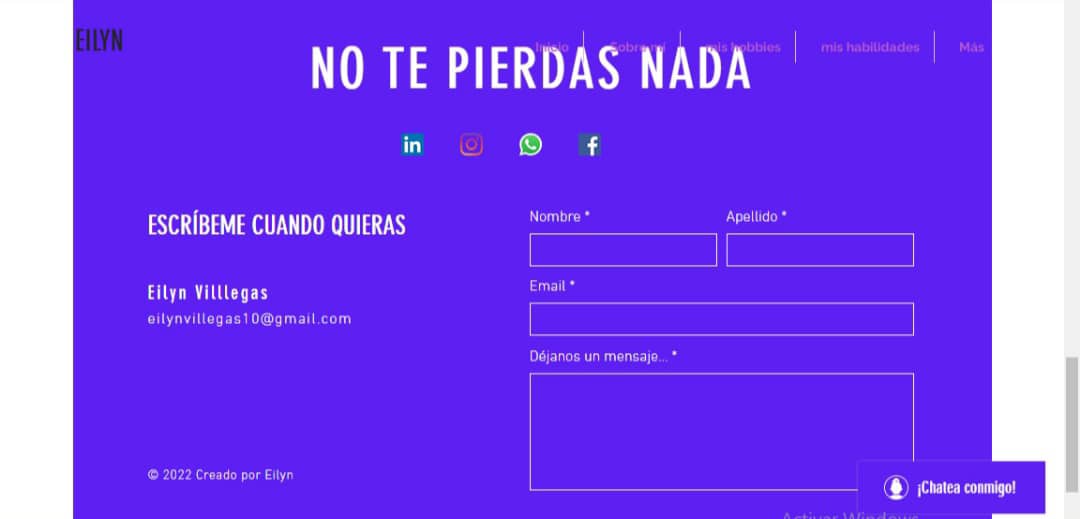 EILYN
Inicio Sobre mí mis hobbies mis habilidades Más
NO TE PIERDAS NADA
in f
ESCRÍBEME CUANDO QUIERAS
Nombre * Apellido *
Eilyn Villlegas
eilynvillegas10@gmail.com
Email *
Déjanos un mensaje... *
© 2022 Creado por Eilyn
¡Chatea conmigo!
Activar Windows